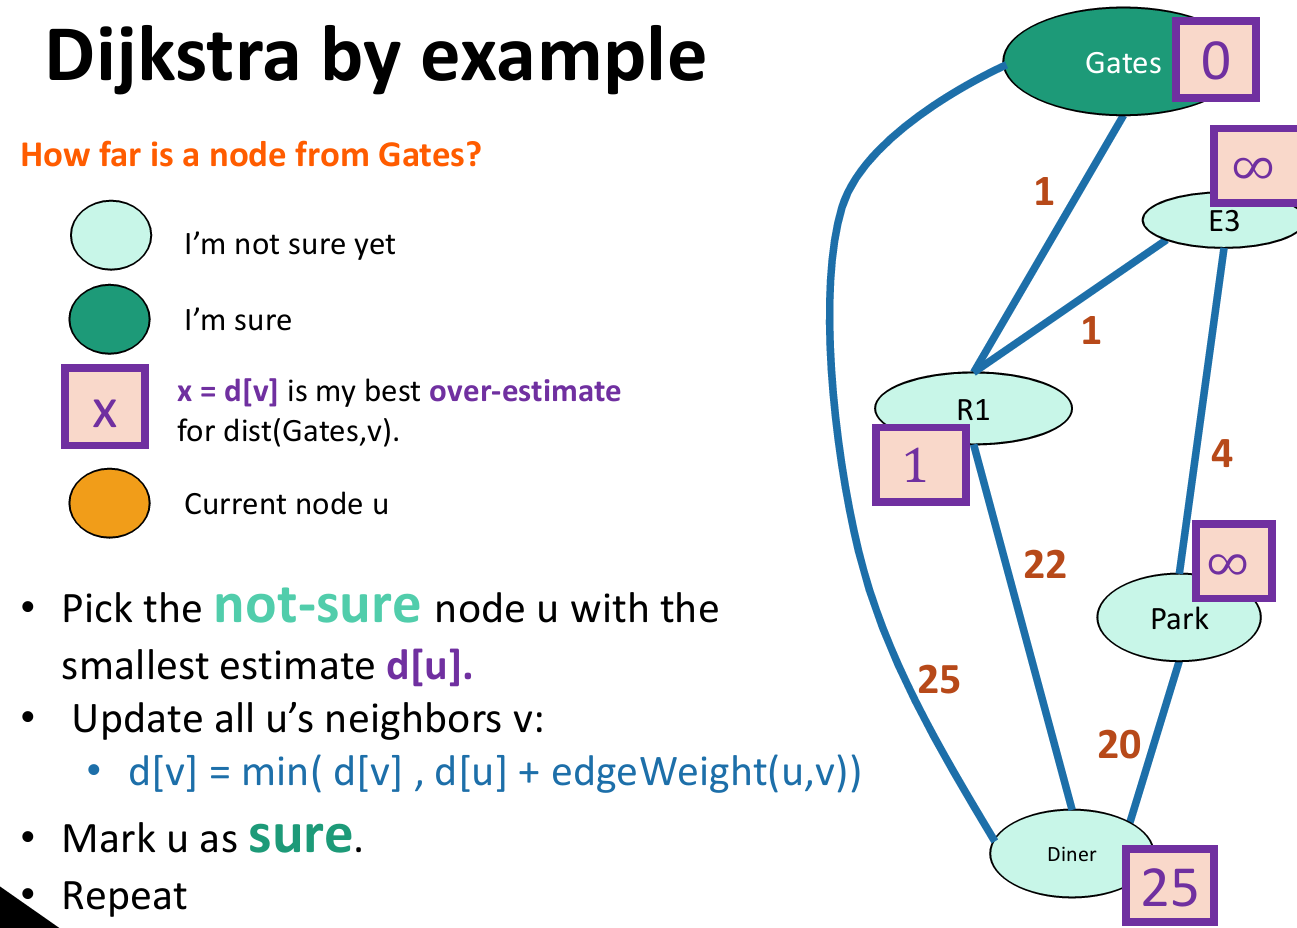 Dijkstra by example
How far is a node from Gates?
I'm not sure yet
I'm sure
x
x = d[v] is my best over-estimate
for dist(Gates,v).
Current node u
• Pick the not-sure node u with the
smallest estimate d[u].
• Update all u's neighbors v:
• d[v] = min( d[v] , d[u] + edgeWeight(u,v))
• Mark u as sure.
• Repeat
Gates
0
∞
E3
1
1
R1
1
4
22
∞
Park
25
20
Diner
25